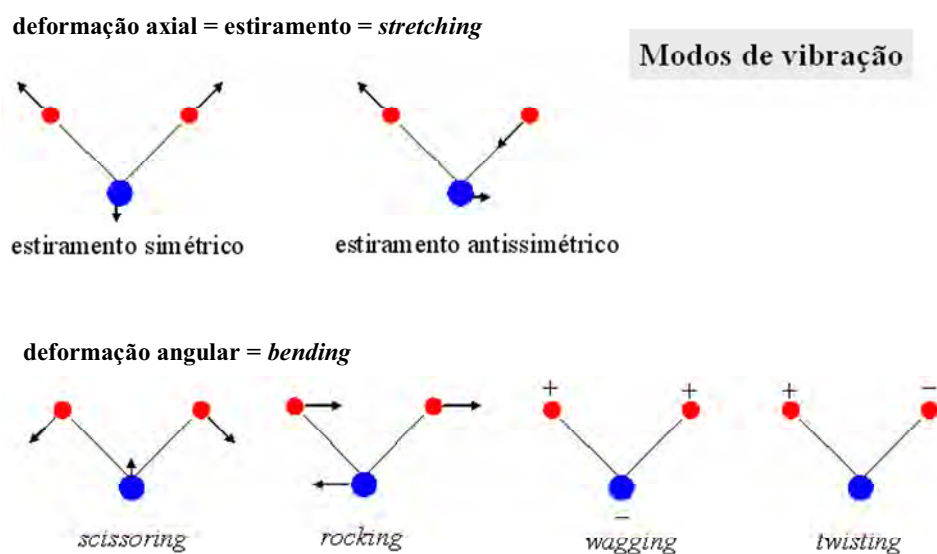 deformação axial = estiramento = stretching
Modos de vibração
estiramento simétrico
estiramento antissimétrico
deformação angular = bending
+ + + −
−
scissoring rocking wagging twisting